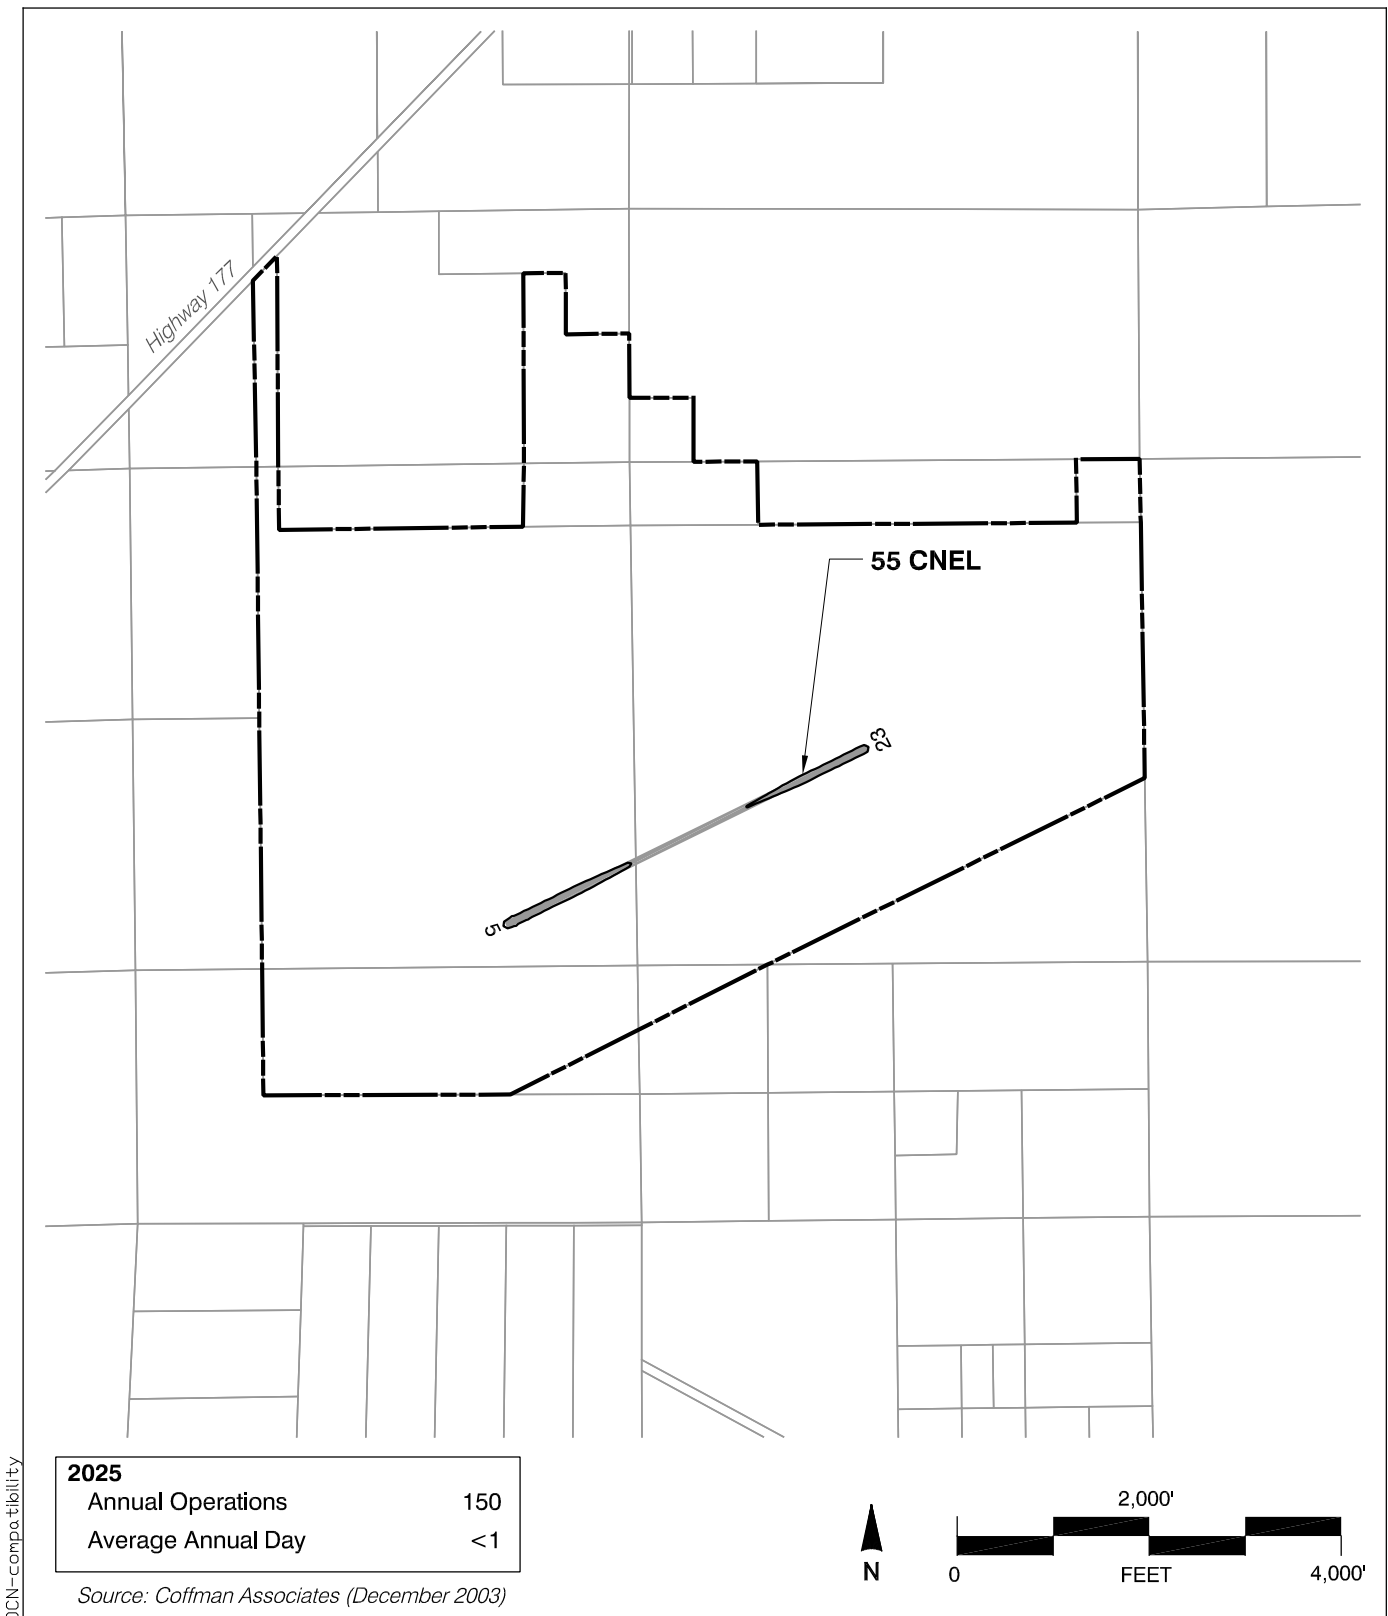 Highway 177
55 CNEL
23
5
2025
Annual Operations 150
Average Annual Day <1
Source: Coffman Associates (December 2003)
N
2,000'
0 FEET 4,000'
OCN-compatibility